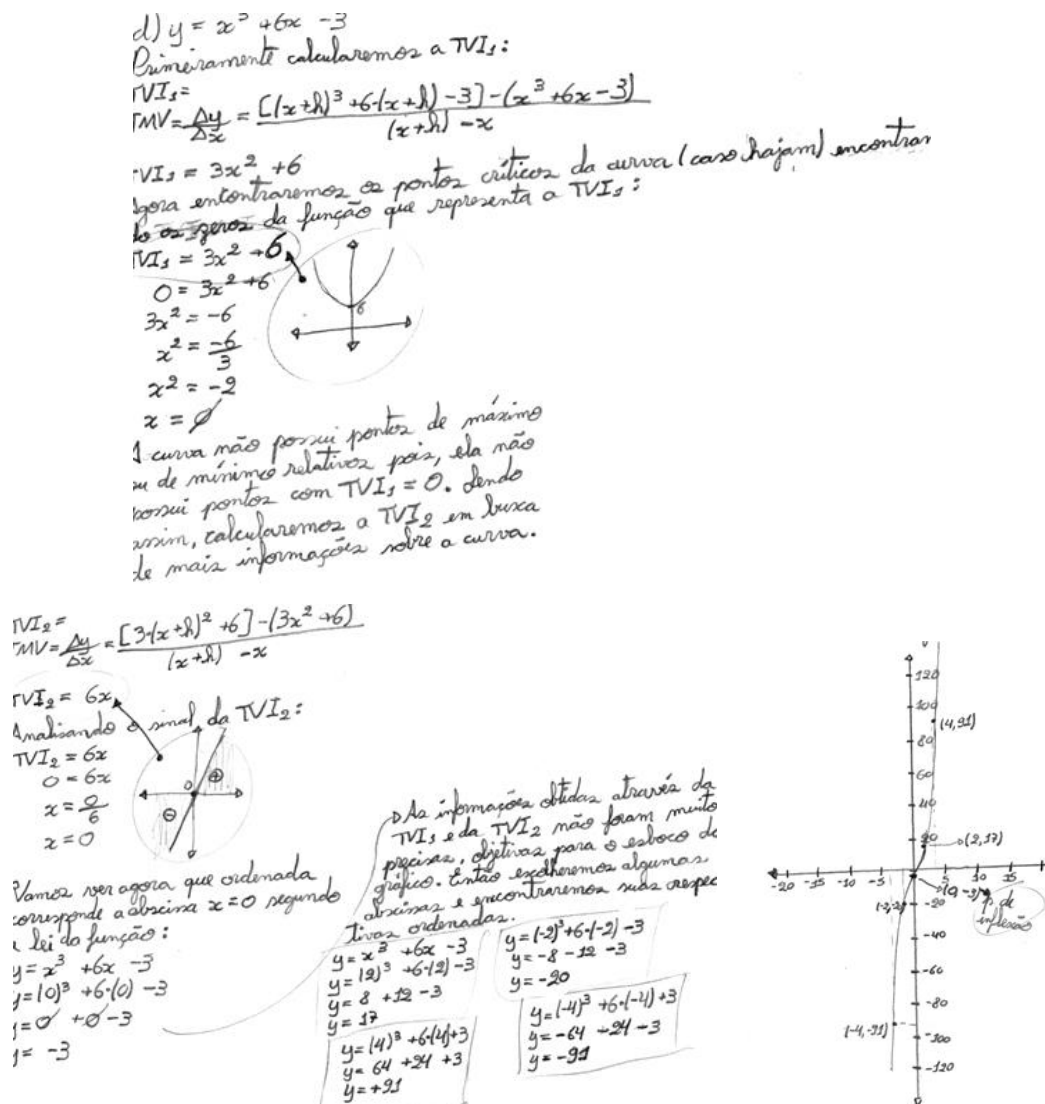 d) y = x³ + 6x - 3
Primeiramente calcularemos a TVI₁:
TVI₁ =
TMV = Δy/Δx = [(x+h)³ + 6·(x+h) - 3] - (x³ + 6x - 3) / (x+h) - x
TVI₁ = 3x² + 6
Agora entontraremos os pontos críticos da curva (caso hajam) encontran
do os zeros da função que representa a TVI₁:
TVI₁ = 3x² + 6
0 = 3x² + 6
3x² = -6
x² = -6/3
x² = -2
x = ∅
6
A curva não possui pontos de máximo
ou de mínimo relativos pois, ela não
possui pontos com TVI₁ = 0. Sendo
assim, calcularemos a TVI₂ em busca
de mais informações sobre a curva.
TVI₂ =
TMV = Δy/Δx = [3·(x+h)² + 6] - (3x² + 6) / (x+h) - x
TVI₂ = 6x
Analisando o sinal da TVI₂:
TVI₂ = 6x
0 = 6x
x = 0/6
x = 0
0
+
-
Vamos ver agora que ordenada
corresponde a abscissa x = 0 segundo
a lei da função:
y = x³ + 6x - 3
y = (0)³ + 6·(0) - 3
y = 0 + 0 - 3
y = -3
As informações obtidas através da
TVI₁ e da TVI₂ não foram muito
precisas, objetivas para o esboço do
gráfico. Então escolheremos algumas
abscissas e encontraremos suas respec
tivas ordenadas.
y = x³ + 6x - 3
y = (2)³ + 6·(2) - 3
y = 8 + 12 - 3
y = 17
y = (4)³ + 6·(4) + 3
y = 64 + 24 + 3
y = +91
y = (-2)³ + 6·(-2) - 3
y = -8 - 12 - 3
y = -20
y = (-4)³ + 6·(-4) + 3
y = -64 - 24 - 3
y = -91
120
100
80
60
40
20
(4,91)
(2,17)
-20 -15 -10 -5 5 10 15 20
(0,-3)
p. de
inflexão
-20
-40
-60
-80
-100
-120
(-4,-91)